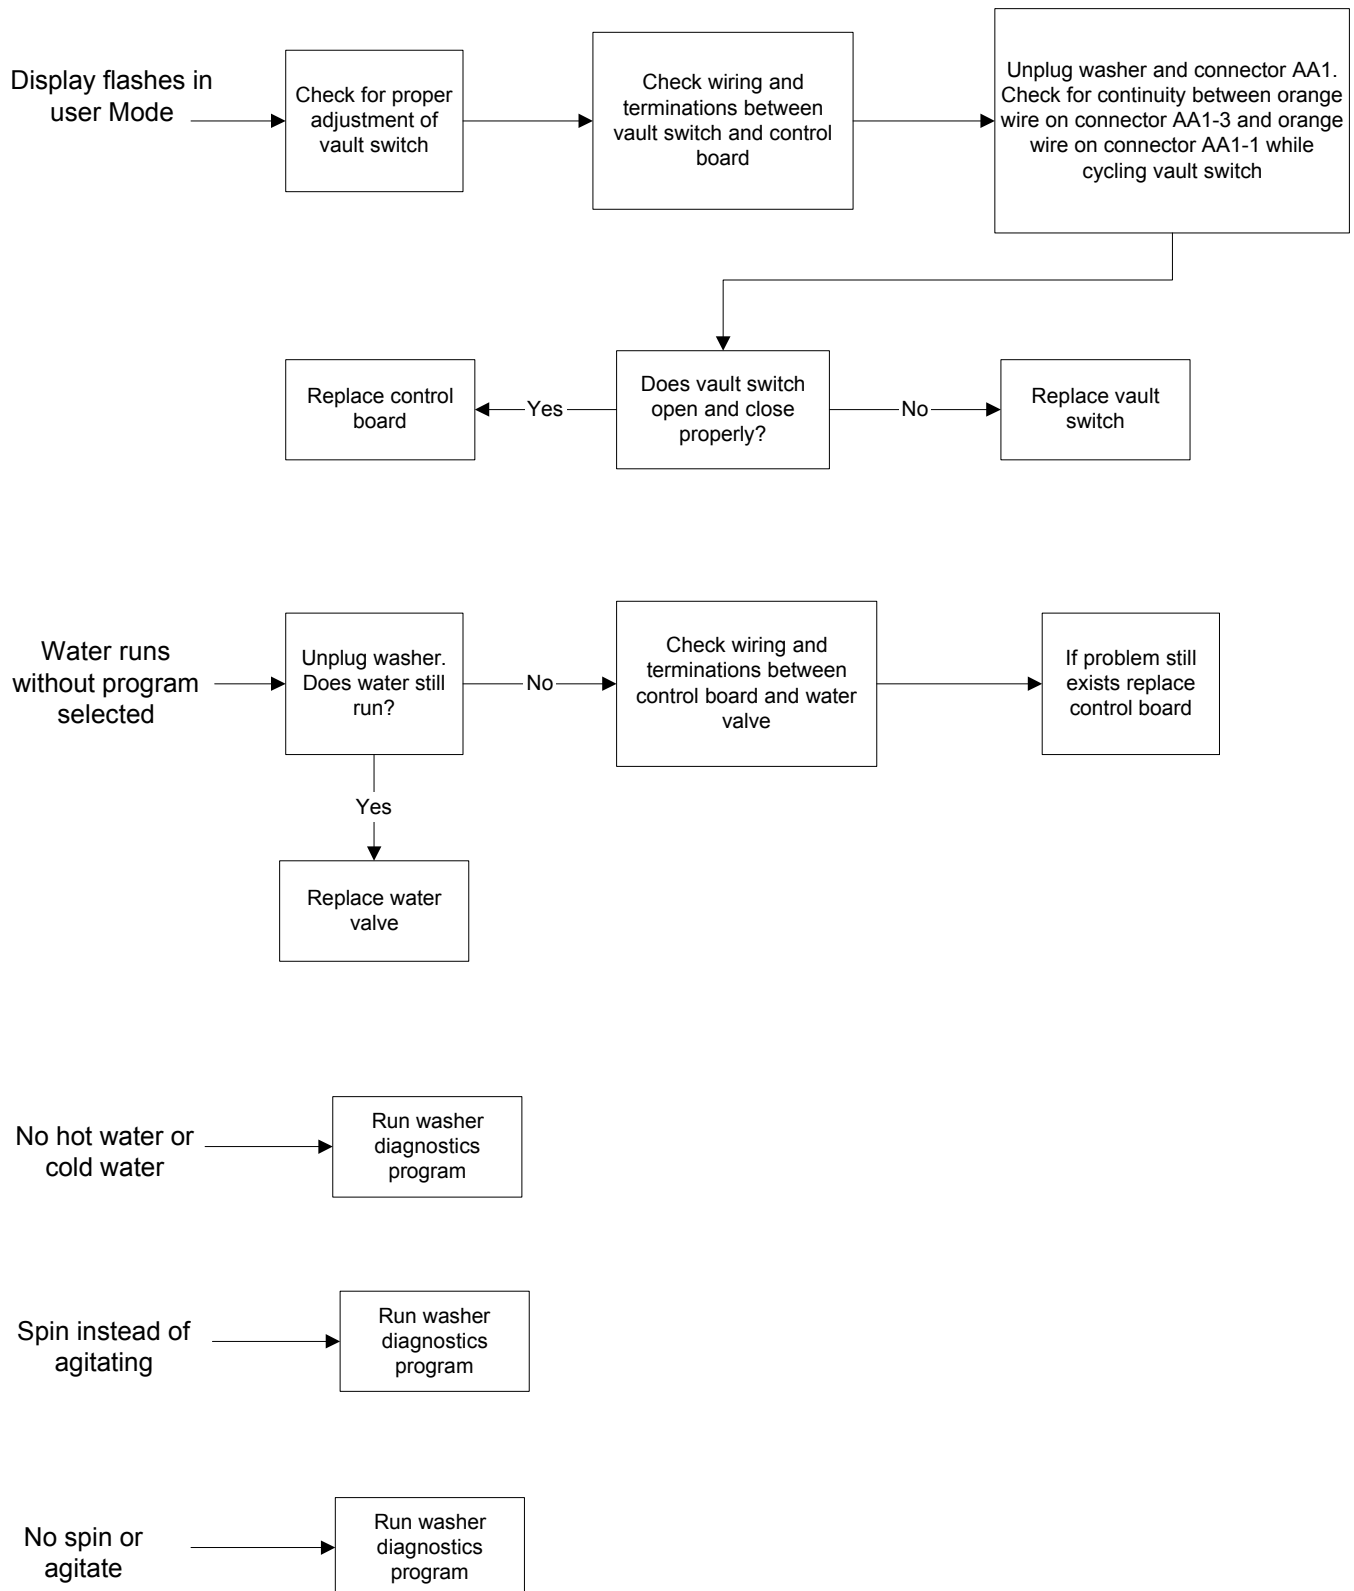 Display flashes in
user Mode
Check for proper
adjustment of
vault switch
Check wiring and
terminations between
vault switch and control
board
Unplug washer and connector AA1.
Check for continuity between orange
wire on connector AA1-3 and orange
wire on connector AA1-1 while
cycling vault switch
Replace control
board
Yes
Does vault switch
open and close
properly?
No
Replace vault
switch
Water runs
without program
selected
Unplug washer.
Does water still
run?
No
Check wiring and
terminations between
control board and water
valve
If problem still
exists replace
control board
Yes
Replace water
valve
No hot water or
cold water
Run washer
diagnostics
program
Spin instead of
agitating
Run washer
diagnostics
program
No spin or
agitate
Run washer
diagnostics
program